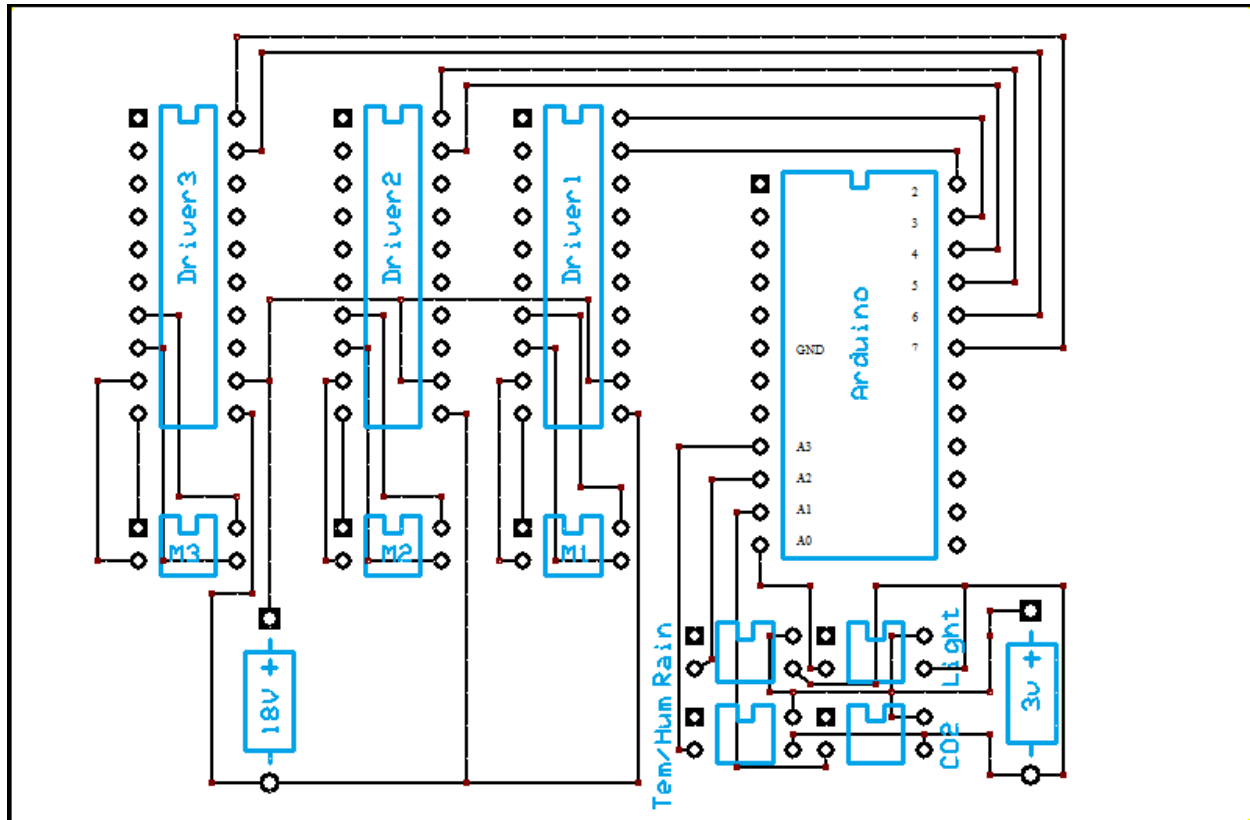 Driver3
Driver2
Driver1
Arduino
2
3
4
5
6
7
GND
A3
A2
A1
A0
M3
M2
M1
18V +
Tem/Hum Rain
CO2 Light
3v +